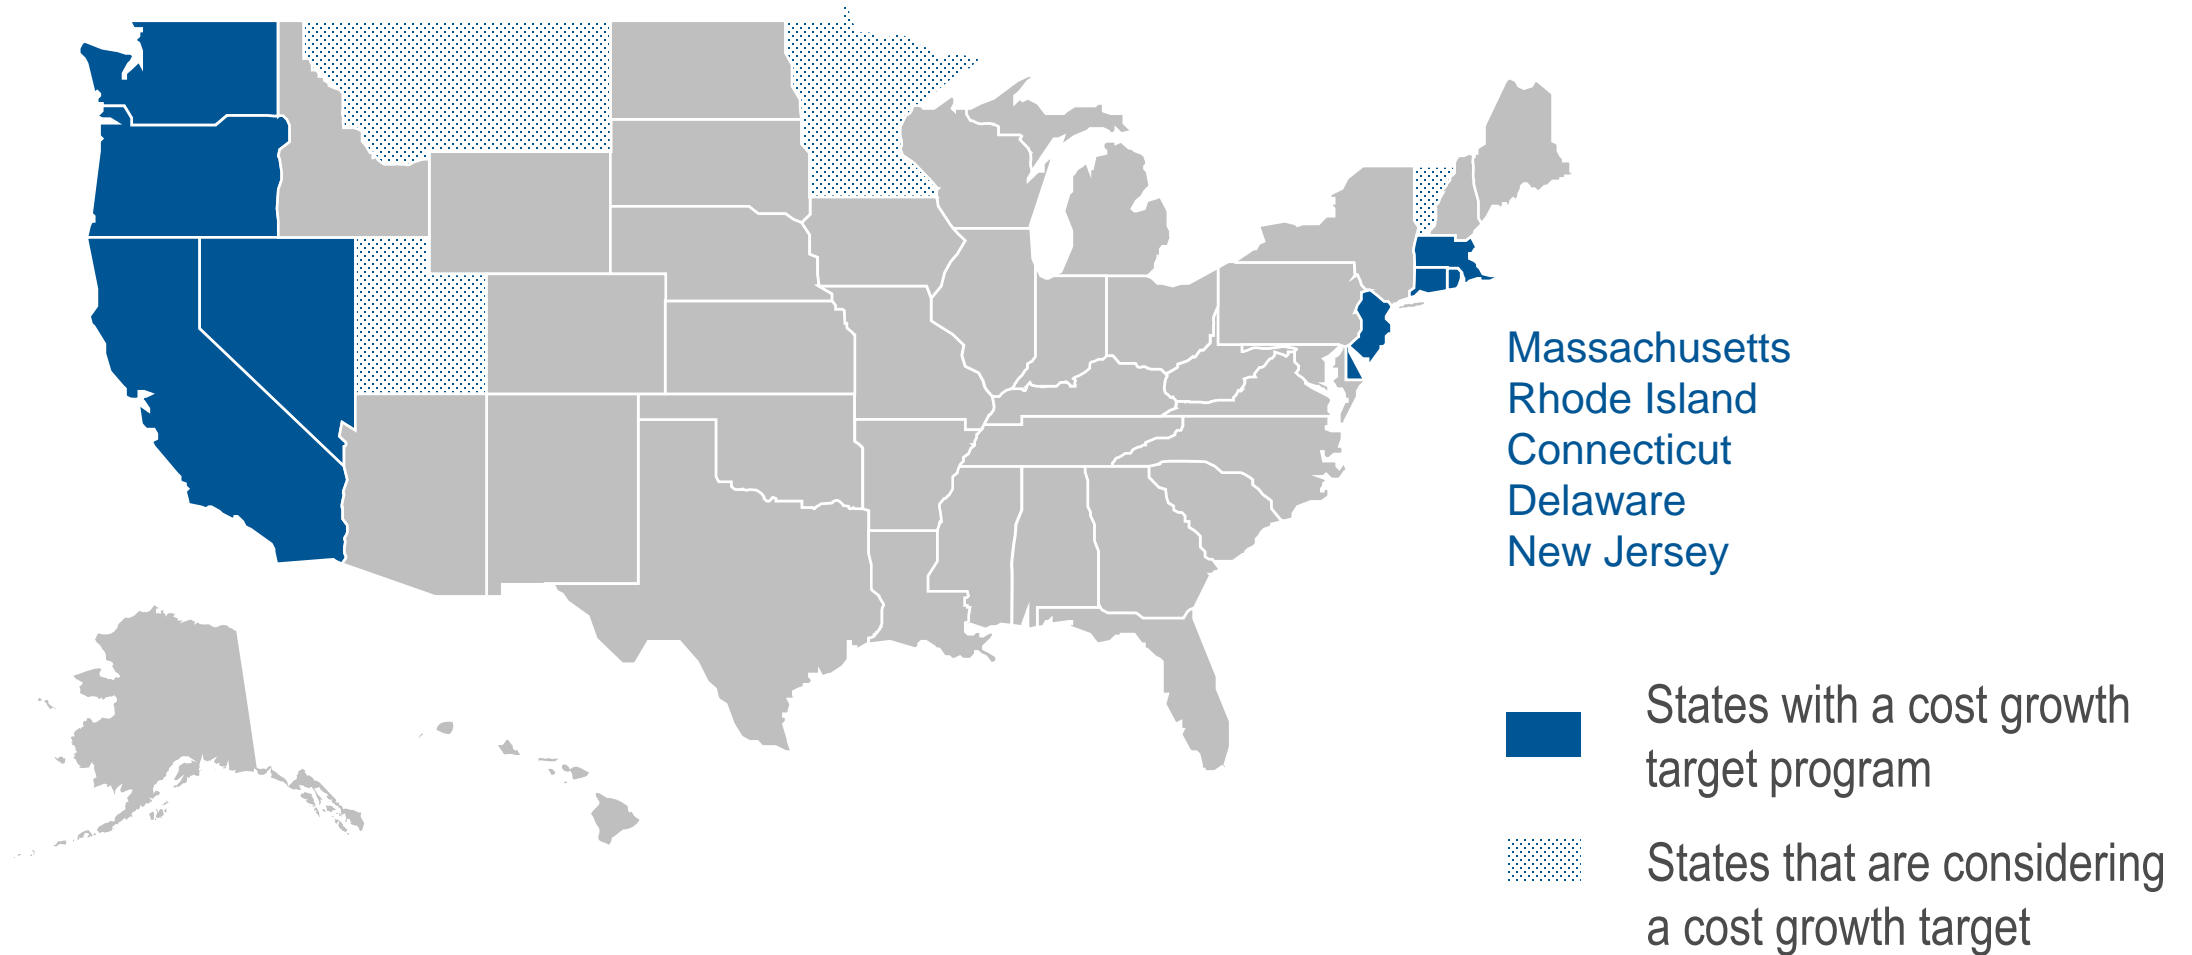 Massachusetts
Rhode Island
Connecticut
Delaware
New Jersey
States with a cost growth
target program
States that are considering
a cost growth target